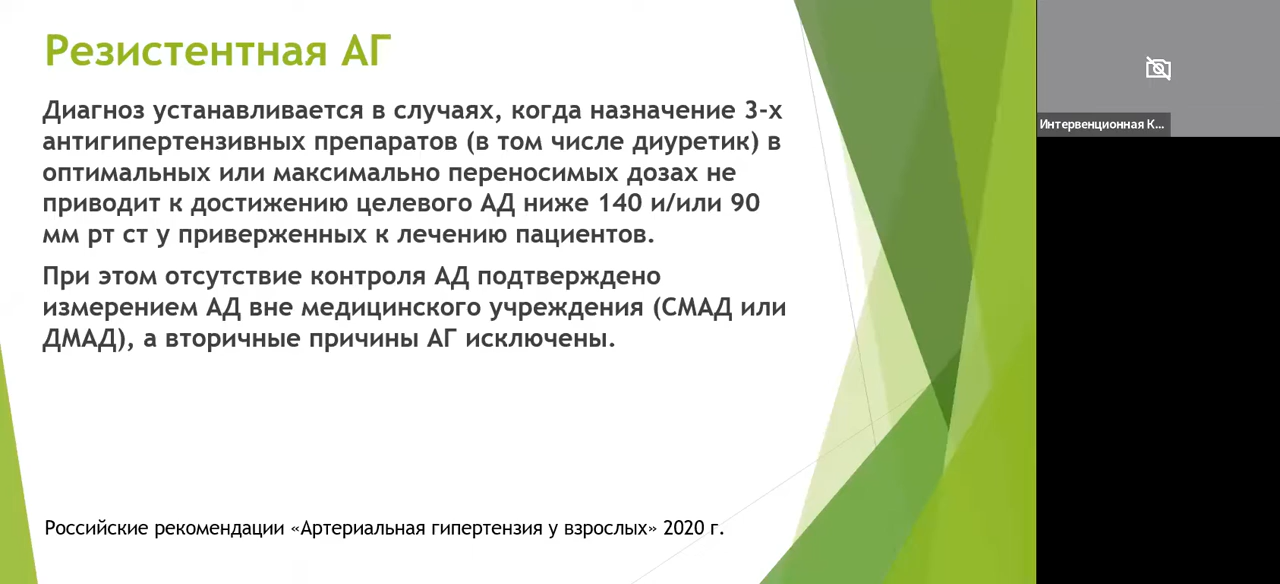 Резистентная АГ
Диагноз устанавливается в случаях, когда назначение 3-х
антигипертензивных препаратов (в том числе диуретик) в
оптимальных или максимально переносимых дозах не
приводит к достижению целевого АД ниже 140 и/или 90
мм рт ст у приверженных к лечению пациентов.
При этом отсутствие контроля АД подтверждено
измерением АД вне медицинского учреждения (СМАД или
ДМАД), а вторичные причины АГ исключены.
Российские рекомендации «Артериальная гипертензия у взрослых» 2020 г.
Интервенционная К...